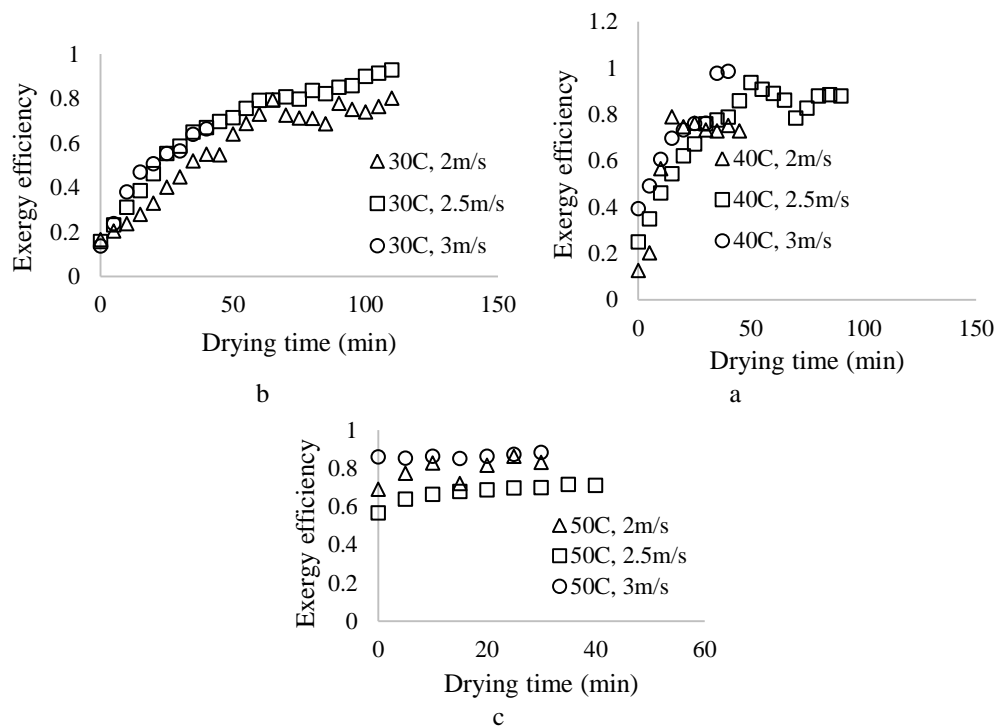 Exergy efficiency
1
0.8
0.6
0.4
0.2
0
0
50
100
150
30C, 2m/s
30C, 2.5m/s
30C, 3m/s
Drying time (min)
b
Exergy efficiency
1.2
1
0.8
0.6
0.4
0.2
0
0
50
100
150
40C, 2m/s
40C, 2.5m/s
40C, 3m/s
Drying time (min)
a
Exergy efficiency
1
0.8
0.6
0.4
0.2
0
0
20
40
60
50C, 2m/s
50C, 2.5m/s
50C, 3m/s
Drying time (min)
c